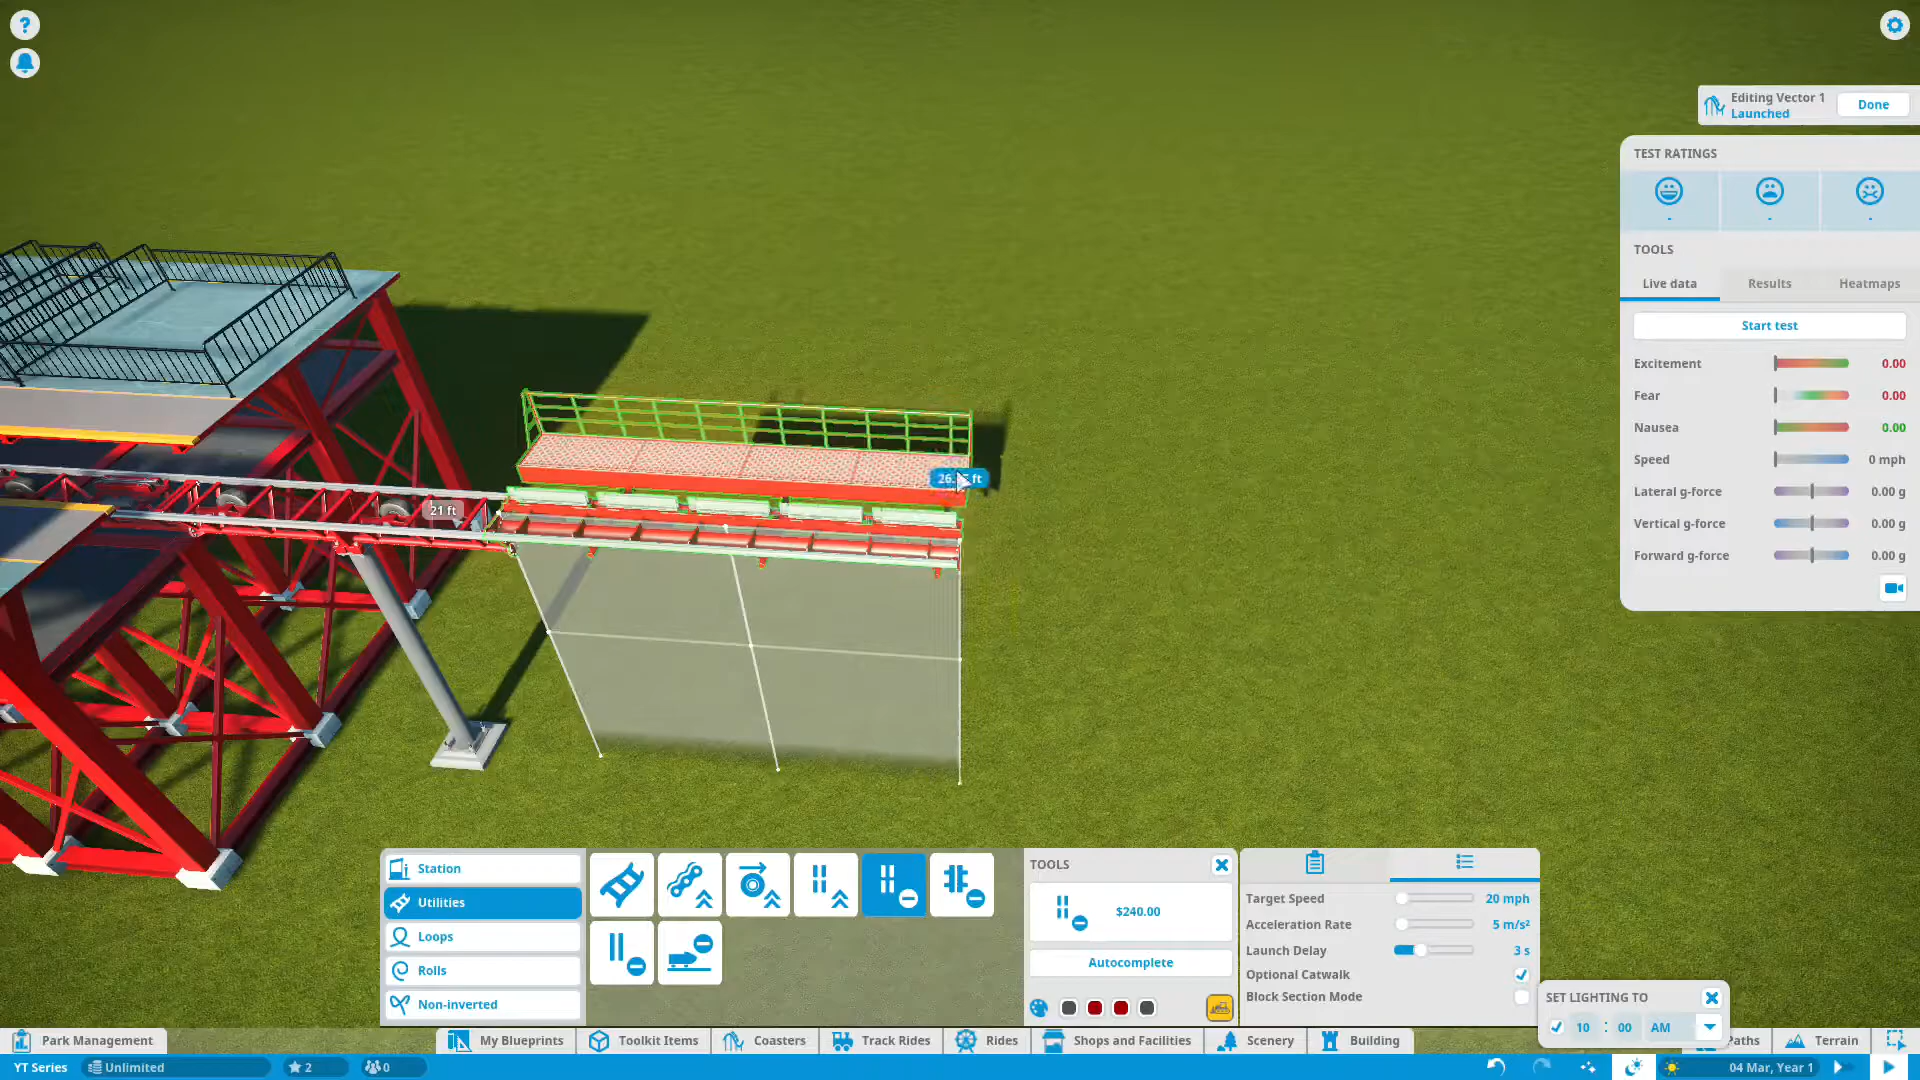 ?
Editing Vector 1
Launched
Done
TEST RATINGS
-
-
-
TOOLS
Live data
Results
Heatmaps
Start test
Excitement
0.00
Fear
0.00
Nausea
0.00
Speed
0 mph
Lateral g-force
0.00 g
Vertical g-force
0.00 g
Forward g-force
0.00 g
21 ft
ft
Station
Utilities
Loops
Rolls
Non-inverted
TOOLS
$240.00
Autocomplete
Target Speed
20 mph
Acceleration Rate
5 m/s²
Launch Delay
3 s
Optional Catwalk
Block Section Mode
SET LIGHTING TO
10 : 00 AM
Park Management
My Blueprints
Toolkit Items
Coasters
Track Rides
Rides
Shops and Facilities
Scenery
Building
Terrain
YT Series
Unlimited
2
0
04 Mar, Year 1